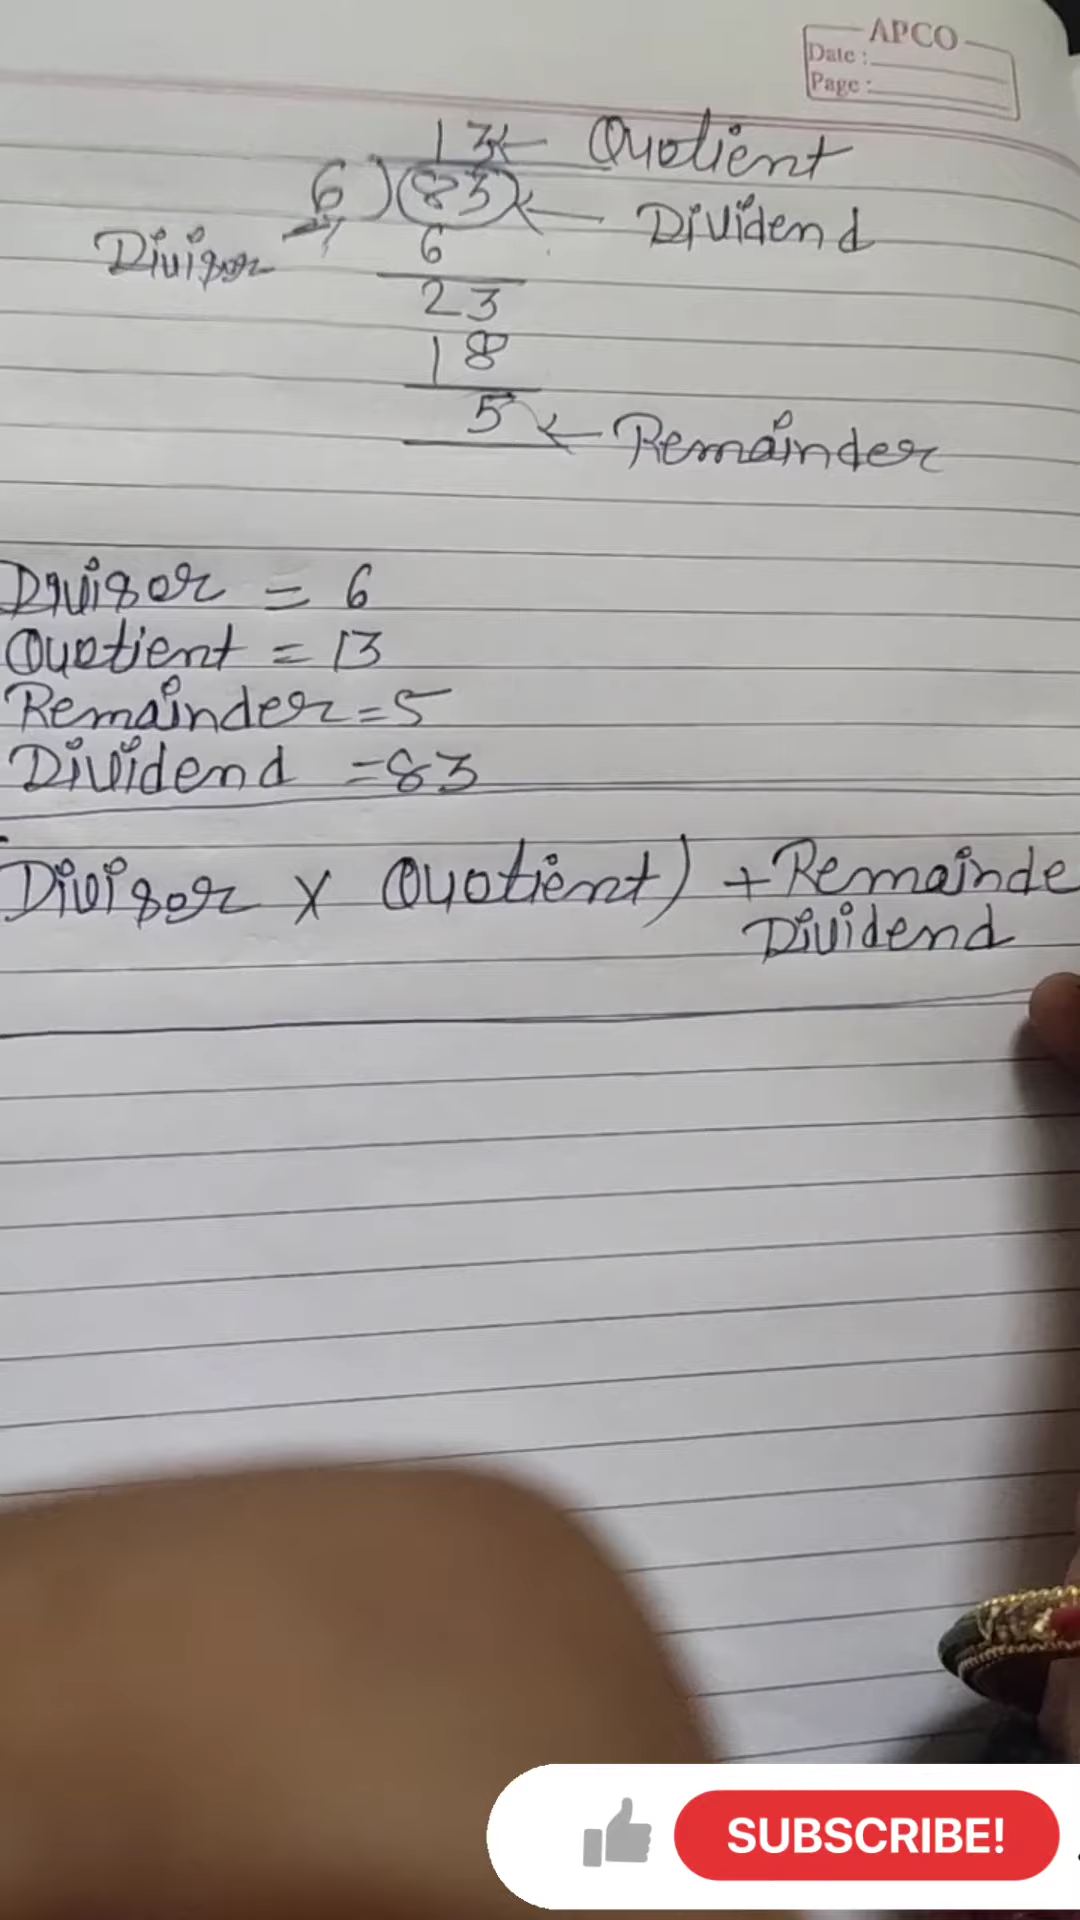 APCO
Date :
Page :
13 ← Quotient
6 ) 83 ← Dividend
Divisor
6
23
18
5 ← Remainder
Divisor = 6
Quotient = 13
Remainder = 5
Dividend = 83
Divisor X Quotient) + Remainde
Dividend
SUBSCRIBE!